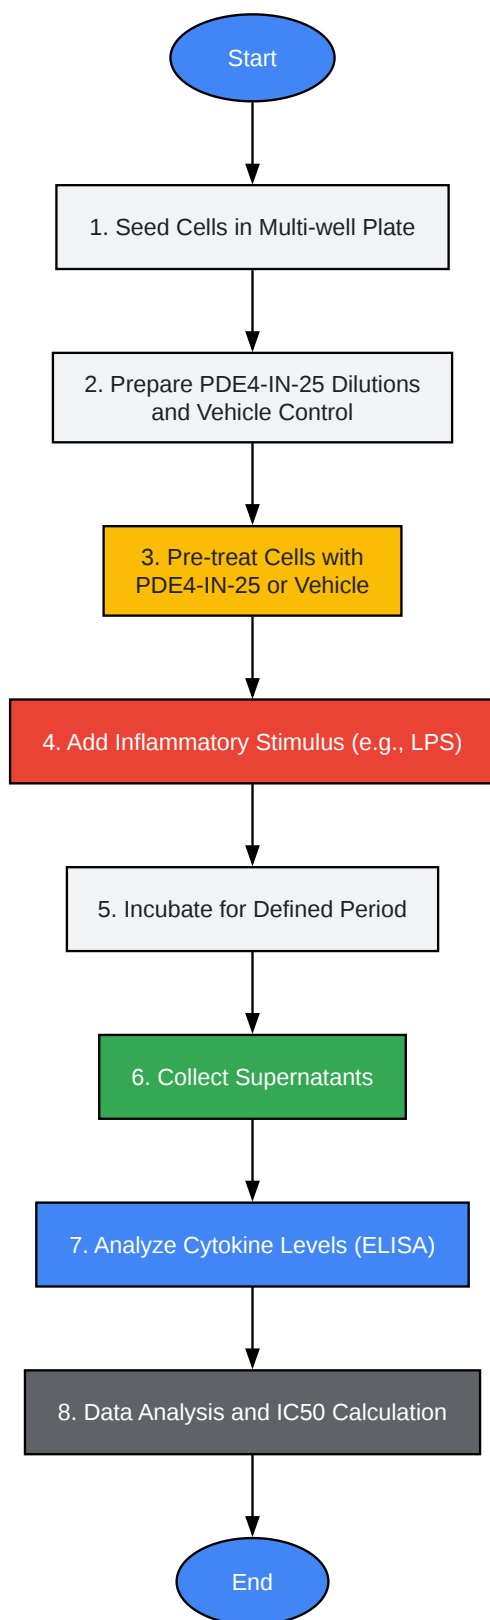 Start
1. Seed Cells in Multi-well Plate
2. Prepare PDE4-IN-25 Dilutions
and Vehicle Control
3. Pre-treat Cells with
PDE4-IN-25 or Vehicle
4. Add Inflammatory Stimulus (e.g., LPS)
5. Incubate for Defined Period
6. Collect Supernatants
7. Analyze Cytokine Levels (ELISA)
8. Data Analysis and IC50 Calculation
End